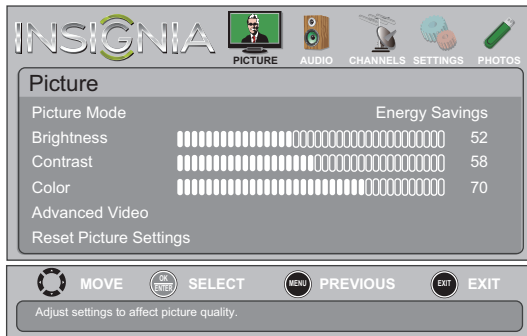 INSIGNIA
PICTURE AUDIO CHANNELS SETTINGS PHOTOS
Picture
Picture Mode Energy Savings
Brightness 52
Contrast 58
Color 70
Advanced Video
Reset Picture Settings
MOVE OK ENTER SELECT MENU PREVIOUS EXIT EXIT
Adjust settings to affect picture quality.